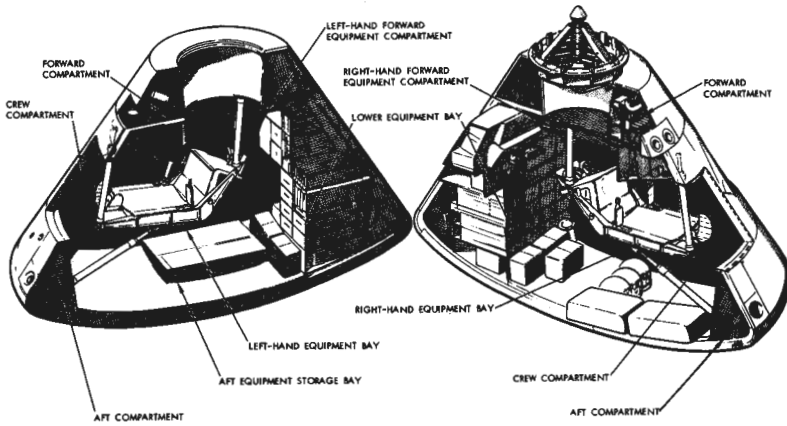 LEFT-HAND FORWARD
EQUIPMENT COMPARTMENT
FORWARD
COMPARTMENT
CREW
COMPARTMENT
RIGHT-HAND FORWARD
EQUIPMENT COMPARTMENT
FORWARD
COMPARTMENT
LOWER EQUIPMENT BAY
RIGHT-HAND EQUIPMENT BAY
LEFT-HAND EQUIPMENT BAY
AFT EQUIPMENT STORAGE BAY
CREW COMPARTMENT
AFT COMPARTMENT
AFT COMPARTMENT